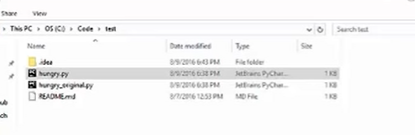 Share View
This PC > OS (C:) > Code > test
Search test
Name Date modified Type Size
.idea 8/9/2016 6:43 PM File folder
hungry.py 8/9/2016 6:38 PM JetBrains PyChar... 1 KB
hungry_original.py 8/9/2016 6:38 PM JetBrains PyChar... 1 KB
README.md 8/7/2016 12:53 PM MD File 1 KB
ub
ch